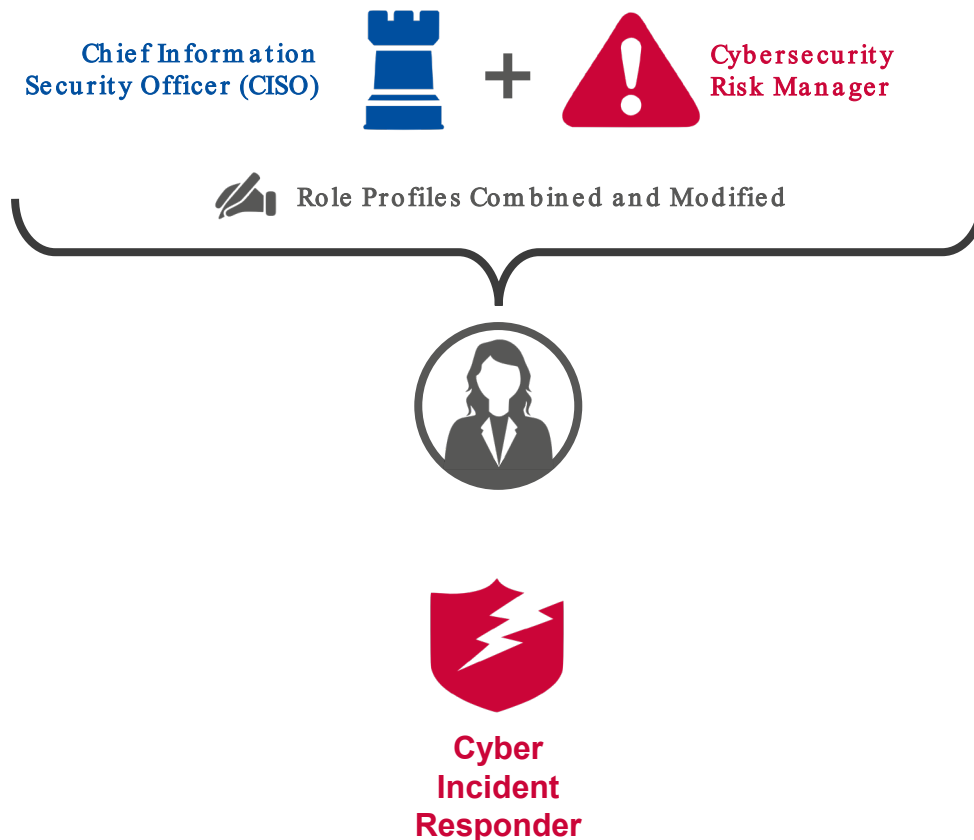 Chief Information
Security Officer (CISO)
Cybersecurity
Risk Manager
Role Profiles Combined and Modified
Cyber
Incident
Responder